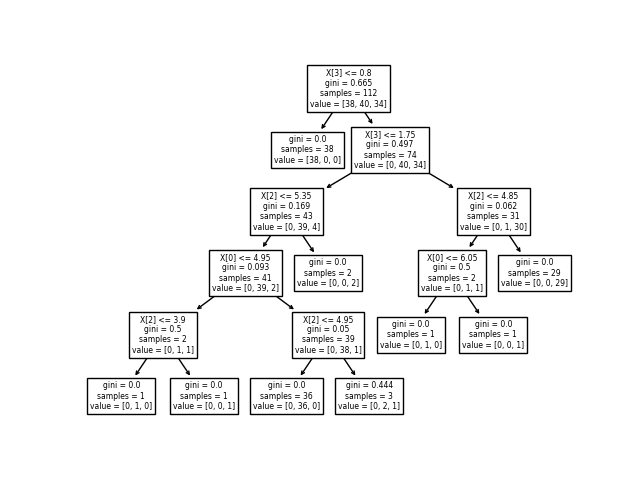 X[3] <= 0.8
gini = 0.665
samples = 112
value = [38, 40, 34]
gini = 0.0
samples = 38
value = [38, 0, 0]
X[3] <= 1.75
gini = 0.497
samples = 74
value = [0, 40, 34]
X[2] <= 5.35
gini = 0.169
samples = 43
value = [0, 39, 4]
X[2] <= 4.85
gini = 0.062
samples = 31
value = [0, 1, 30]
X[0] <= 4.95
gini = 0.093
samples = 41
value = [0, 39, 2]
gini = 0.0
samples = 2
value = [0, 0, 2]
X[0] <= 6.05
gini = 0.5
samples = 2
value = [0, 1, 1]
gini = 0.0
samples = 29
value = [0, 0, 29]
X[2] <= 3.9
gini = 0.5
samples = 2
value = [0, 1, 1]
X[2] <= 4.95
gini = 0.05
samples = 39
value = [0, 38, 1]
gini = 0.0
samples = 1
value = [0, 1, 0]
gini = 0.0
samples = 1
value = [0, 0, 1]
gini = 0.0
samples = 1
value = [0, 1, 0]
gini = 0.0
samples = 1
value = [0, 0, 1]
gini = 0.0
samples = 36
value = [0, 36, 0]
gini = 0.444
samples = 3
value = [0, 2, 1]